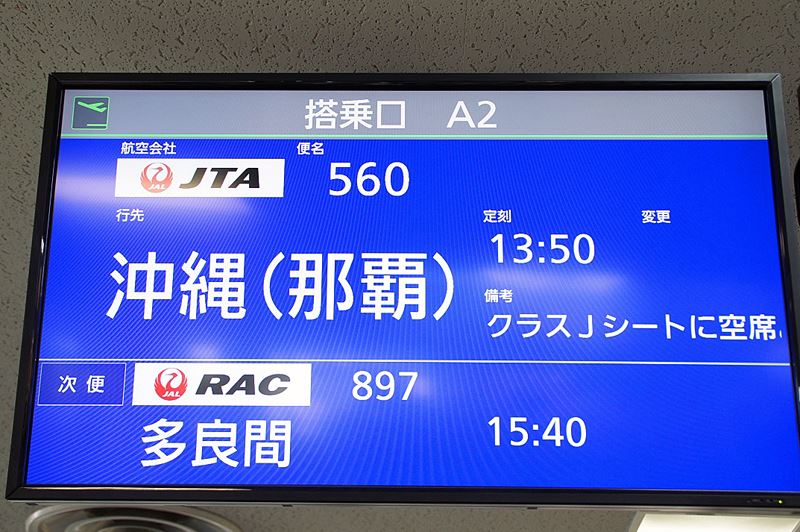 搭乗口 A2
航空会社 便名
JAL JTA 560
行先 定刻 変更
沖縄(那覇) 13:50
備考
クラスJシートに空席
次便 JAL RAC 897
多良間 15:40